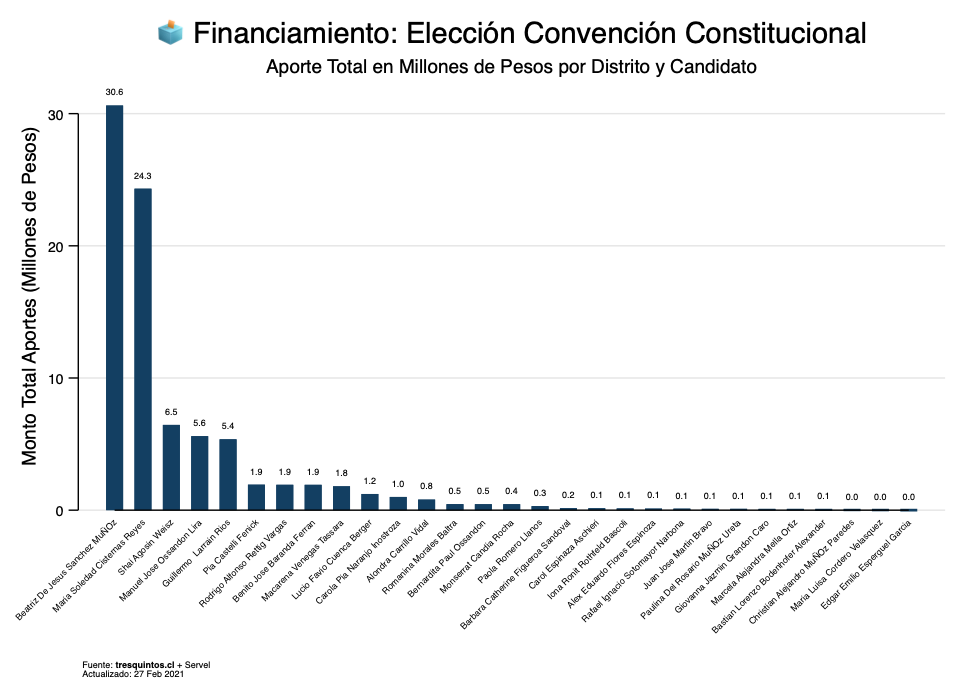 Financiamiento: Elección Convención Constitucional
Aporte Total en Millones de Pesos por Distrito y Candidato
Monto Total Aportes (Millones de Pesos)
30
20
10
0
30.6
24.3
6.5
5.6
5.4
1.9
1.9
1.9
1.8
1.2
1.0
0.8
0.5
0.5
0.4
0.3
0.2
0.1
0.1
0.1
0.1
0.1
0.1
0.1
0.1
0.1
0.0
0.0
0.0
Beatriz De Jesus Sanchez MuÑOz
Maria Soledad Cisternas Reyes
Shai Agosin Weisz
Manuel Jose Ossandon Lira
Guillermo Larrain Rios
Pia Castelli Fenick
Rodrigo Alfonso Rettig Vargas
Benito Jose Baranda Ferran
Macarena Venegas Tassara
Lucio Favio Cuenca Berger
Carola Pia Naranjo Inostroza
Alondra Carrillo Vidal
Romanina Morales Baltra
Bernardita Paul Ossandon
Monserrat Candia Rocha
Paola Romero Llanos
Barbara Catherine Figueroa Sandoval
Carol Espinaza Aschieri
Iona Ronit Rothfeld Bascoli
Alex Eduardo Flores Espinoza
Rafael Ignacio Sotomayor Narbona
Juan Jose Martin Bravo
Paulina Del Rosario MuÑOz Ureta
Giovanna Jazmin Grandon Caro
Marcela Alejandra Mella Ortiz
Bastian Lorenzo Bodenhofer Alexander
Christian Alejandro MuÑOz Paredes
Maria Luisa Cordero Velasquez
Edgar Emilio Esperguel Garcia
Fuente: tresquintos.cl + Servel
Actualizado: 27 Feb 2021